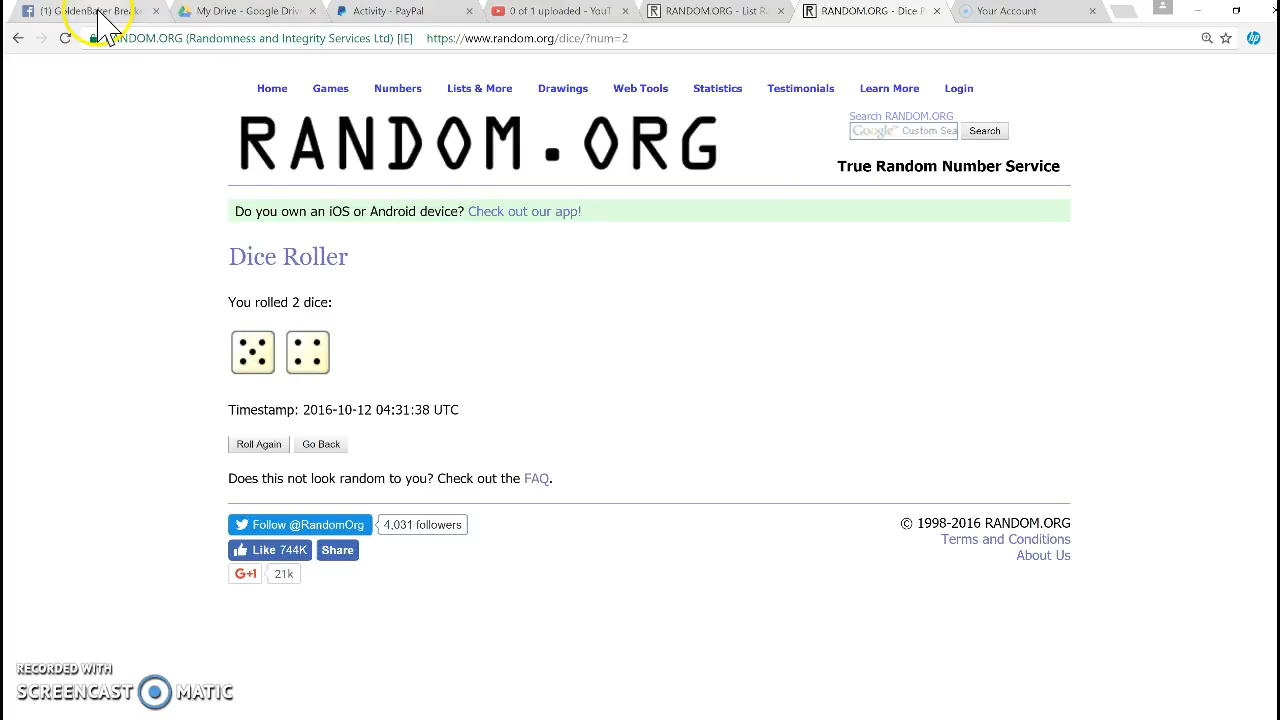 (1) GoldenBaxer Breake
My Drive - Google Drive
Activity - PayPal
0 of 1 uploaded - YouT
RANDOM.ORG - List R
RANDOM.ORG - Dice R
Your Account
RANDOM.ORG (Randomness and Integrity Services Ltd) [IE] https://www.random.org/dice/?num=2
Home Games Numbers Lists & More Drawings Web Tools Statistics Testimonials Learn More Login
RANDOM.ORG
Search RANDOM.ORG
Google™ Custom Sea Search
True Random Number Service
Do you own an iOS or Android device? Check out our app!
Dice Roller
You rolled 2 dice:
Timestamp: 2016-10-12 04:31:38 UTC
Roll Again Go Back
Does this not look random to you? Check out the FAQ.
Follow @RandomOrg 4,031 followers
Like 744K Share
G+1 21k
© 1998-2016 RANDOM.ORG
Terms and Conditions
About Us
RECORDED WITH
SCREENCAST MATIC
hp